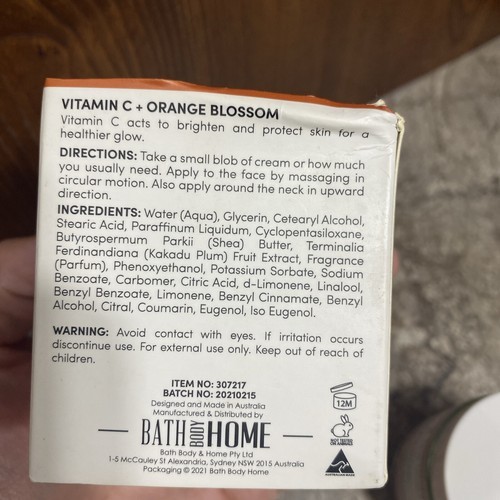 VITAMIN C + ORANGE BLOSSOM
Vitamin C acts to brighten and protect skin for a
healthier glow.
DIRECTIONS: Take a small blob of cream or how much
you usually need. Apply to the face by massaging in
circular motion. Also apply around the neck in upward
direction.
INGREDIENTS: Water (Aqua), Glycerin, Cetearyl Alcohol,
Stearic Acid, Paraffinum Liquidum, Cyclopentasiloxane,
Butyrospermum Parkii (Shea) Butter, Terminalia
Ferdinandiana (Kakadu Plum) Fruit Extract, Fragrance
(Parfum), Phenoxyethanol, Potassium Sorbate, Sodium
Benzoate, Carbomer, Citric Acid, d-Limonene, Linalool,
Benzyl Benzoate, Limonene, Benzyl Cinnamate, Benzyl
Alcohol, Citral, Coumarin, Eugenol, Iso Eugenol.
WARNING: Avoid contact with eyes. If irritation occurs
discontinue use. For external use only. Keep out of reach of
children.
ITEM NO: 307217
BATCH NO: 20210215
Designed and Made in Australia
Manufactured & Distributed by
BATH BODY HOME
Bath Body & Home Pty Ltd
1-5 McCauley St Alexandria, Sydney NSW 2015 Australia
Packaging © 2021 Bath Body Home
12M
NOT TESTED
AUSTRALIAN MADE